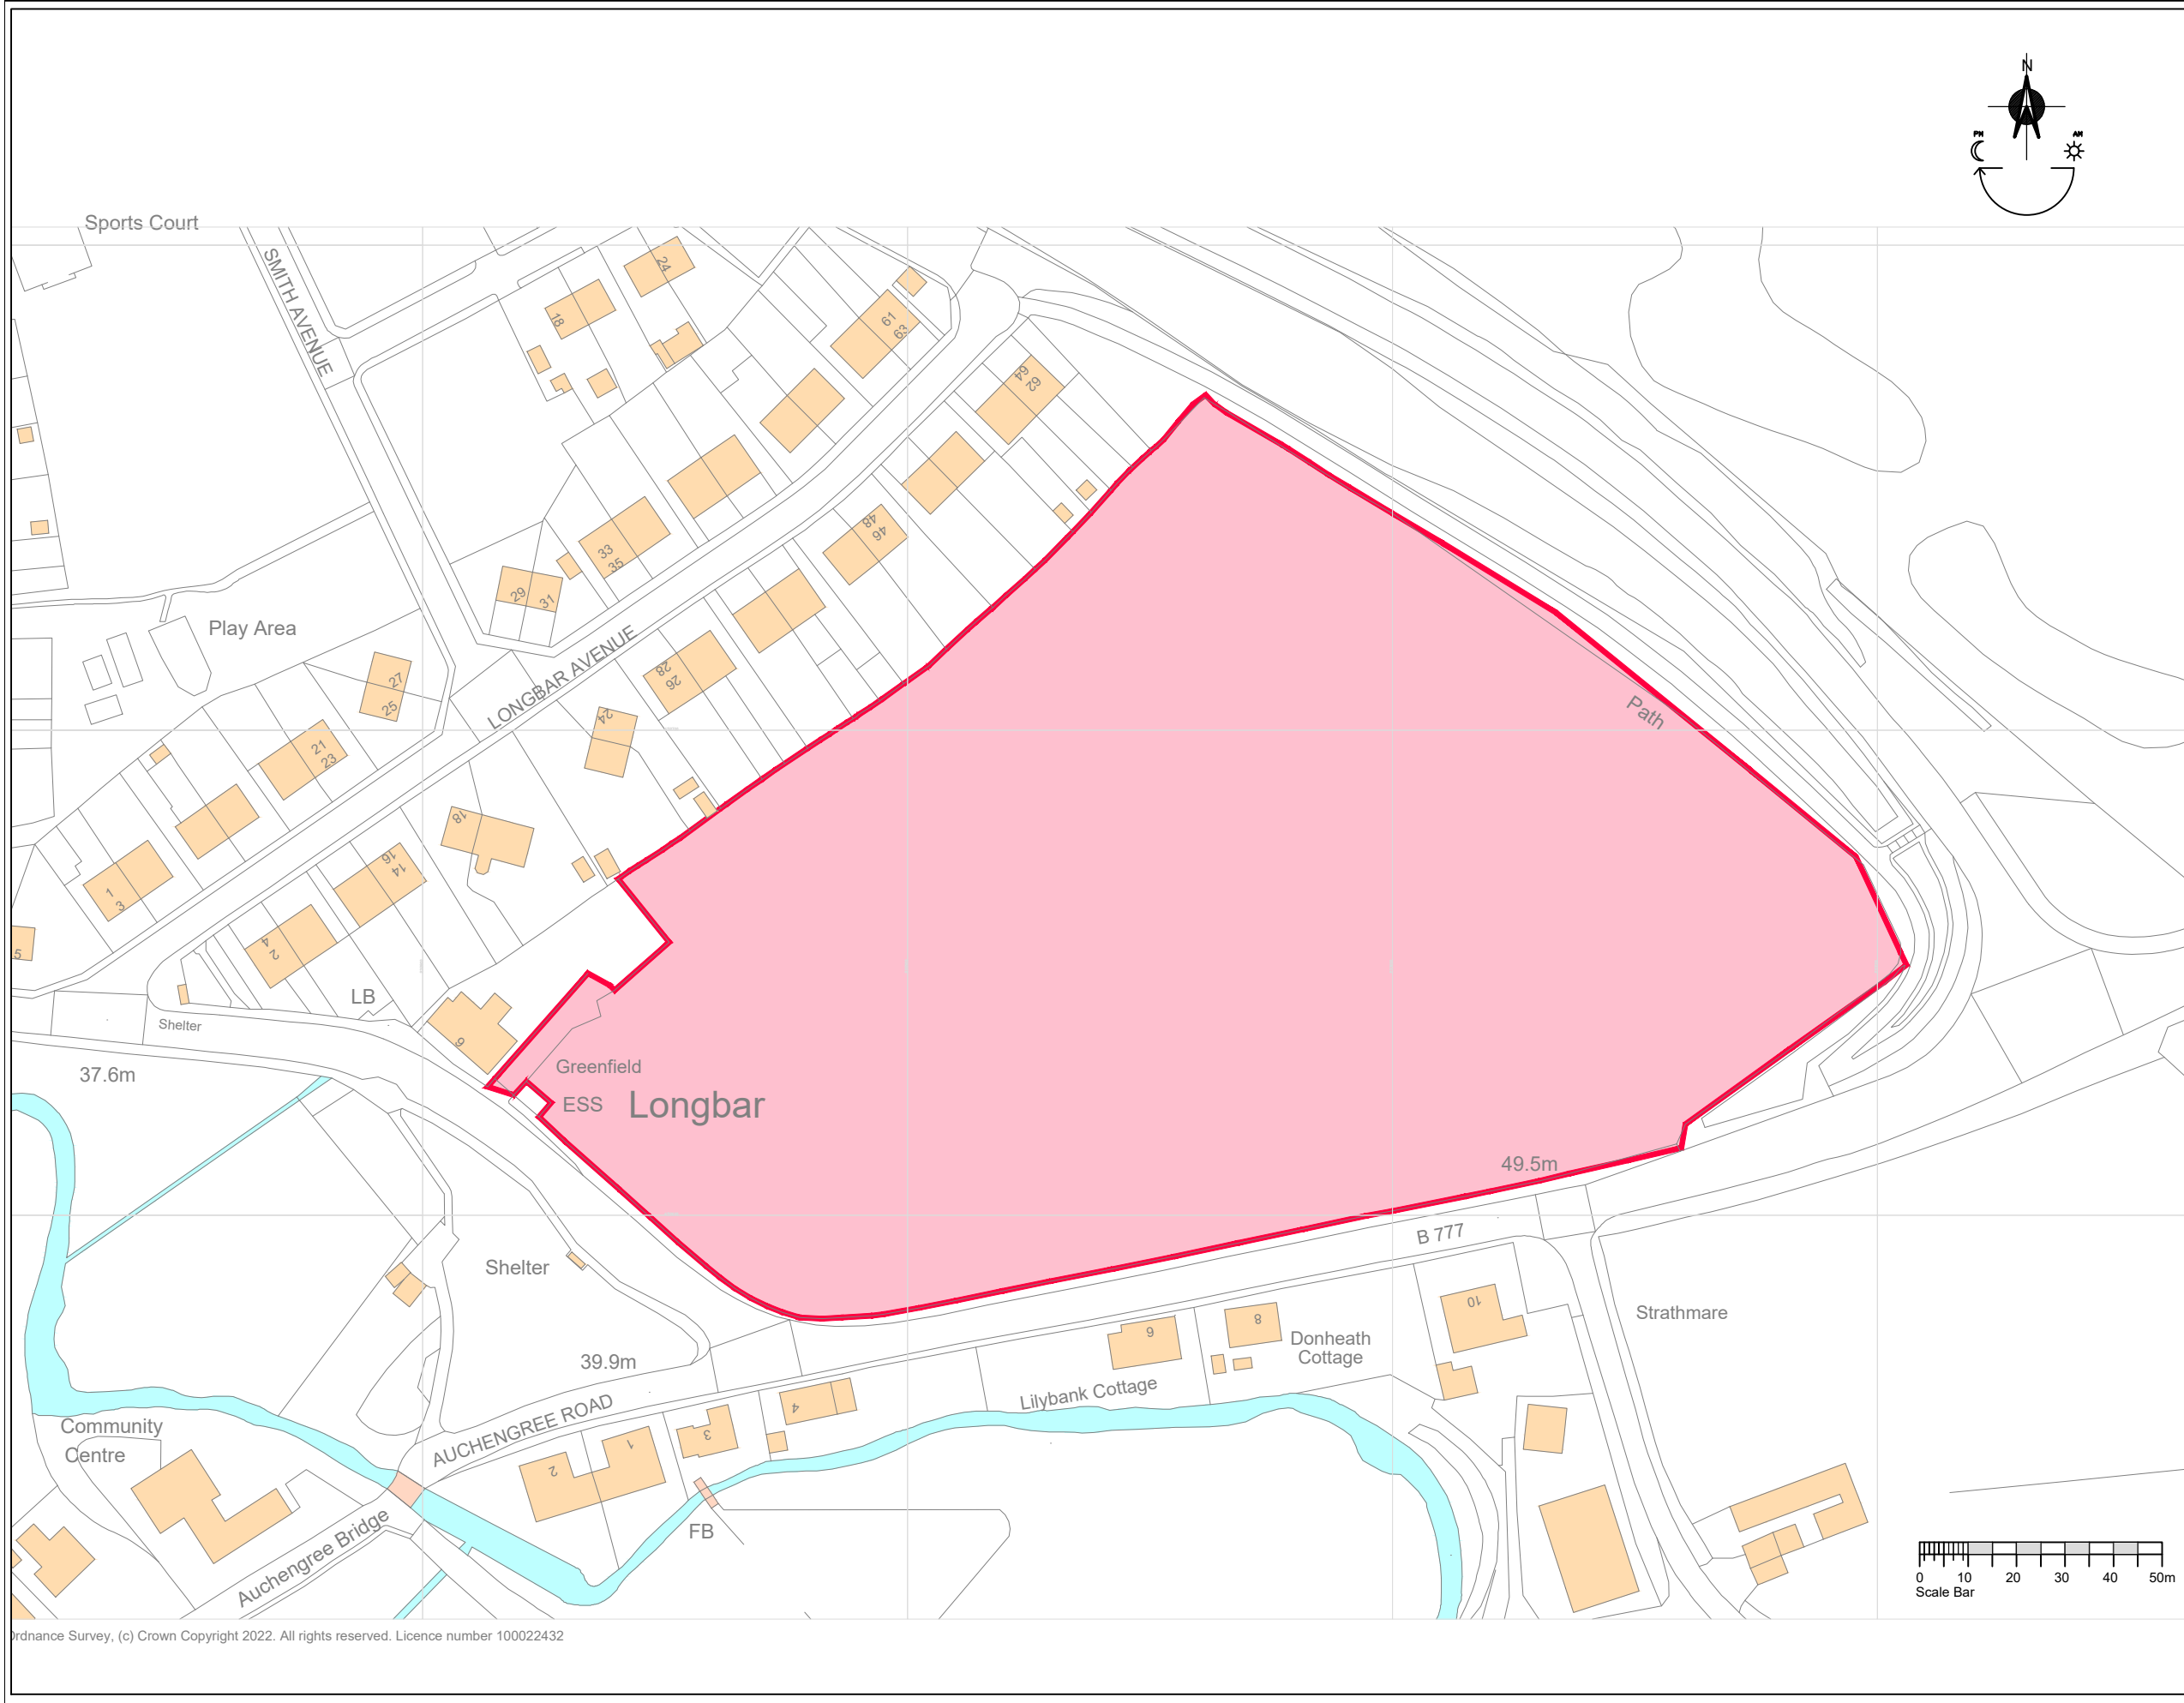 N
PM
AM
Sports Court
SMITH AVENUE
24
18
61
63
64
62
33
35
48
46
29
31
Play Area
LONGBAR AVENUE
28
26
27
25
24
21
23
Path
18
16
14
1
3
4
2
5
LB
Shelter
9
37.6m
Greenfield
ESS
Longbar
49.5m
B 777
Shelter
Strathmare
10
8
6
Donheath
Cottage
39.9m
Lilybank Cottage
4
AUCHENGREE ROAD
3
1
2
Community
Centre
FB
Auchengree Bridge
0 10 20 30 40 50m
Scale Bar
Ordnance Survey, (c) Crown Copyright 2022. All rights reserved. Licence number 100022432